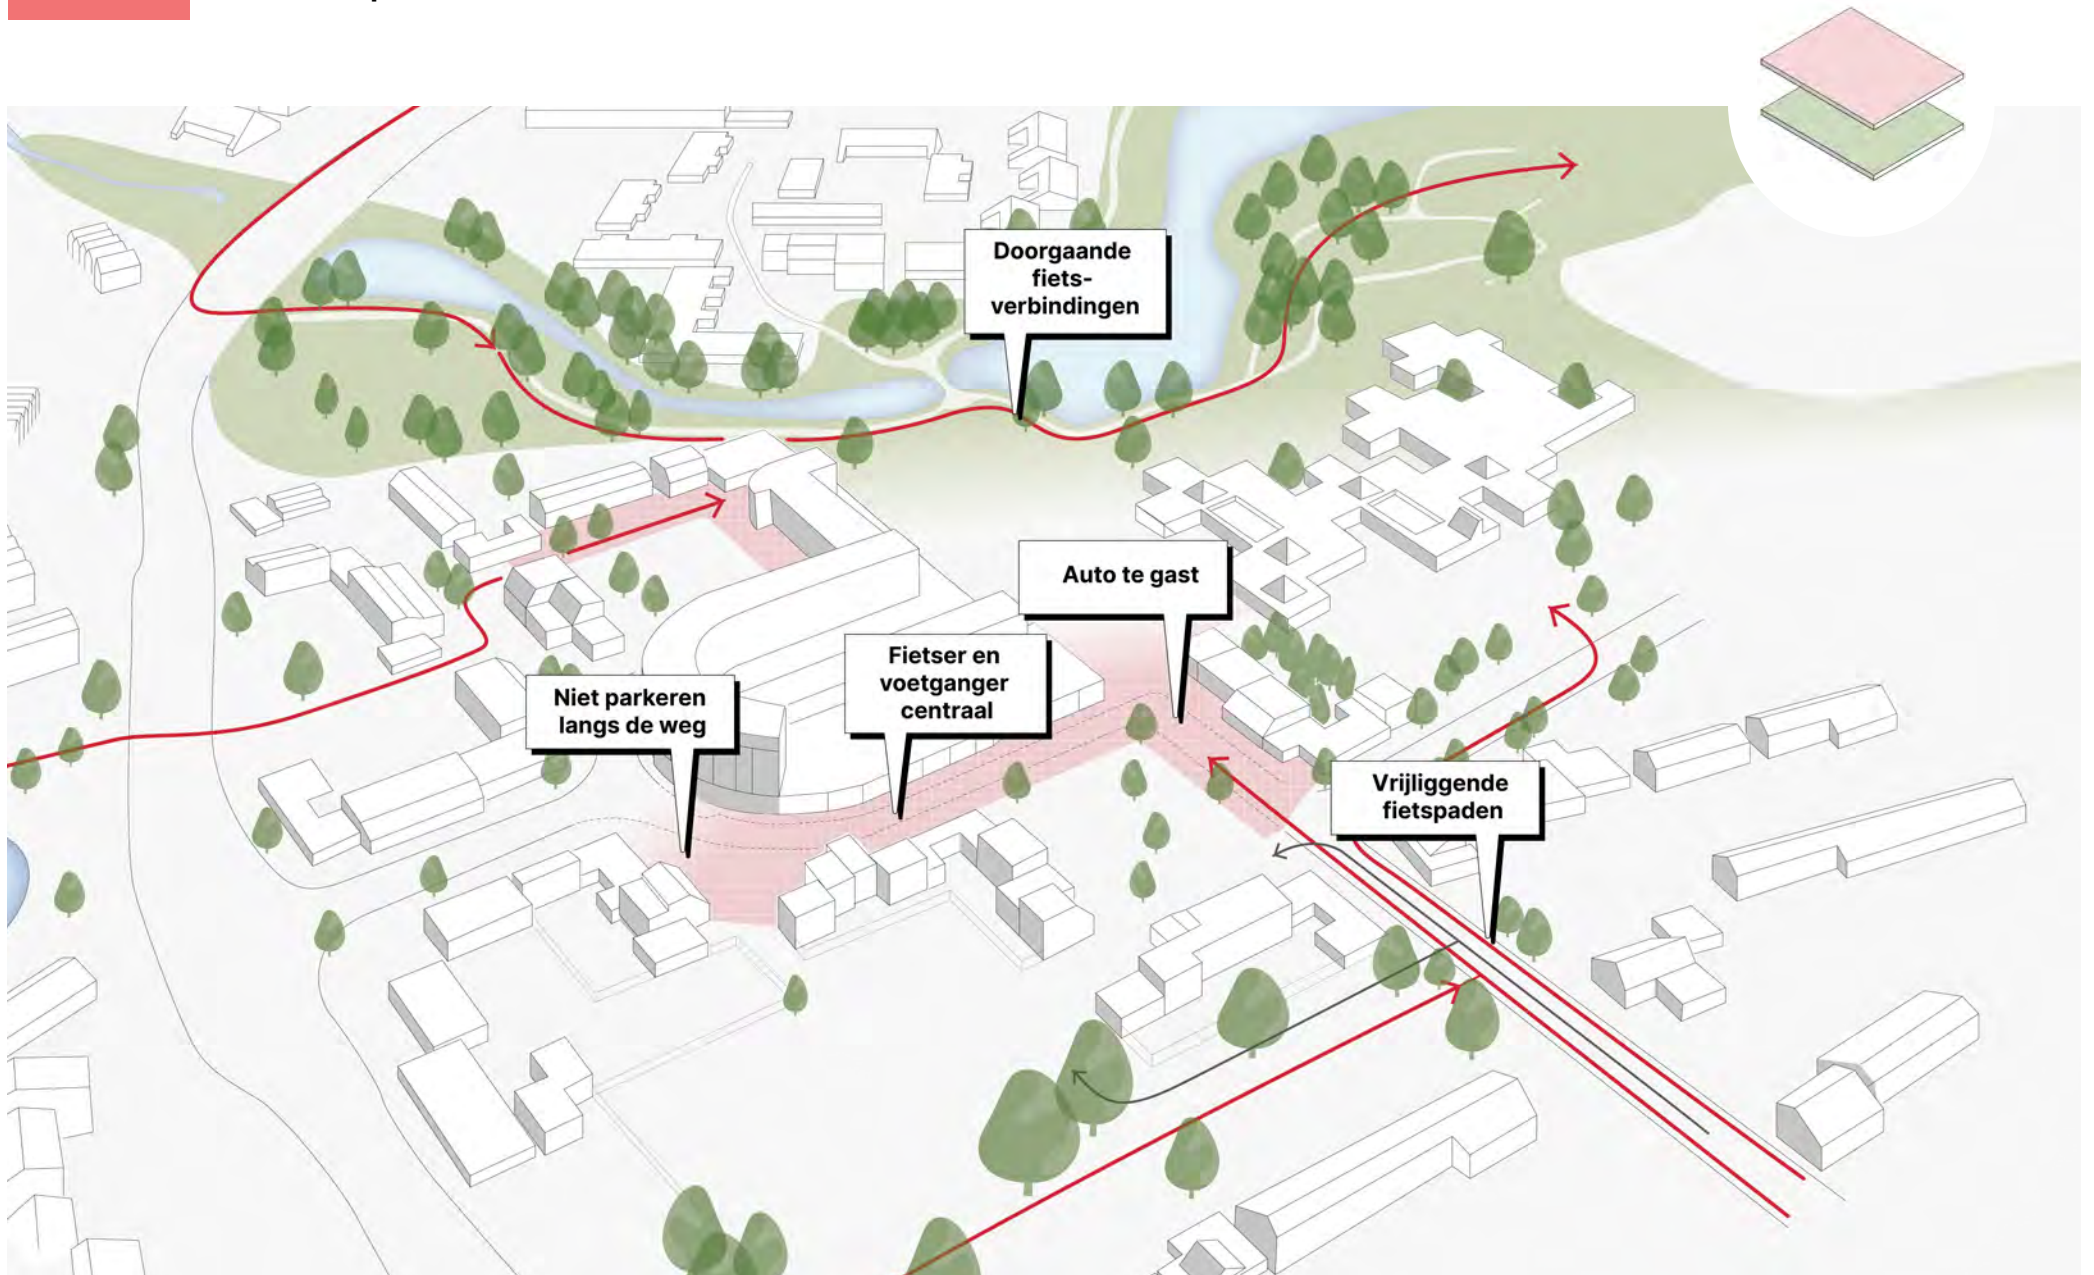 Doorgaande
fiets-
verbindingen
Auto te gast
Fietser en
voetganger
centraal
Niet parkeren
langs de weg
Vrijliggende
fietspaden